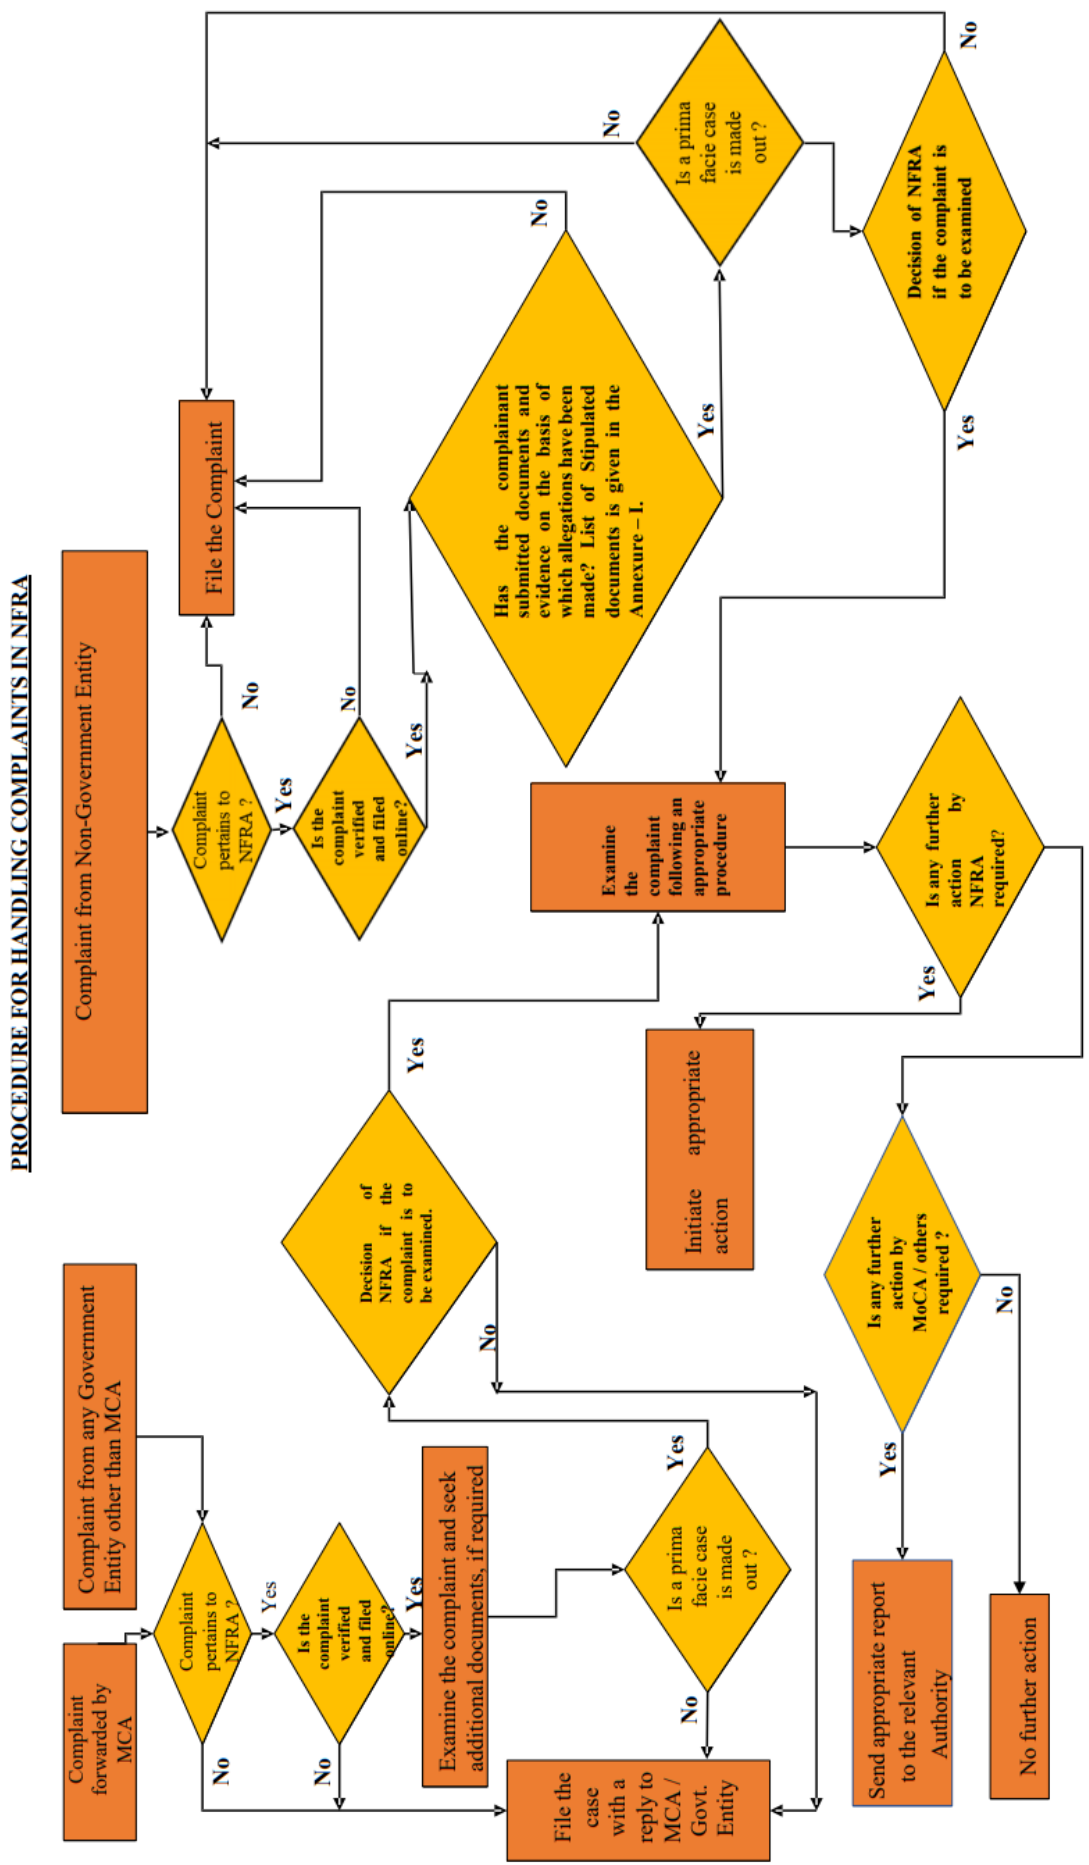 PROCEDURE FOR HANDLING COMPLAINTS IN NFRA
Complaint
forwarded by
MCA
Complaint from any Government
Entity other than MCA
Complaint from Non-Government Entity
Complaint
pertains to
NFRA ?
No
Yes
Is the
complaint
verified
and filed
online?
No
Yes
Examine the complaint and seek
additional documents, if required
File the
case
with a
reply to
MCA /
Govt.
Entity
Is a prima
facie case
is made
out ?
No
Yes
Decision of
NFRA if the
complaint is to
be examined.
No
Yes
Complaint
pertains to
NFRA ?
No
Yes
File the Complaint
Is the
complaint
verified
and filed
online?
No
Yes
Has the complainant
submitted documents and
evidence on the basis of
which allegations have been
made? List of Stipulated
documents is given in the
Annexure – I.
No
Yes
Is a prima
facie case
is made
out ?
No
Decision of NFRA
if the complaint is
to be examined
No
Yes
Examine
the
complaint
following an
appropriate
procedure
Is any further
action by
NFRA
required?
Yes
Initiate appropriate
action
Is any further
action by
MoCA / others
required ?
Yes
No
Send appropriate report
to the relevant
Authority
No further action